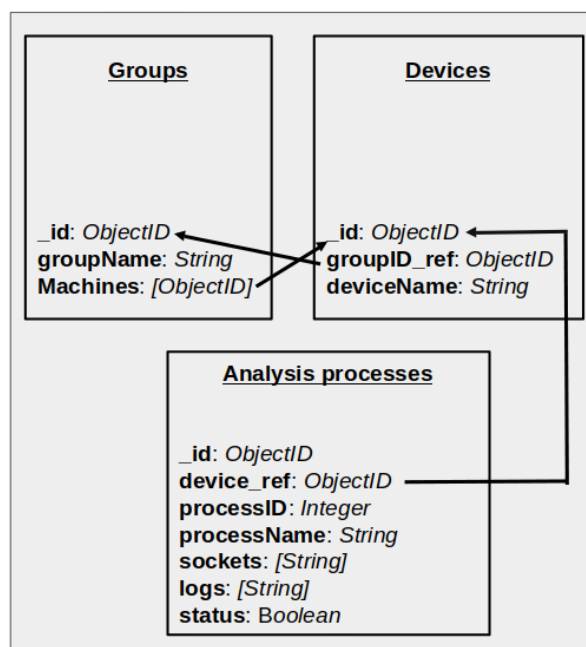 Groups
_id: ObjectID
groupName: String
Machines: [ObjectID]
Devices
_id: ObjectID
groupID_ref: ObjectID
deviceName: String
Analysis processes
_id: ObjectID
device_ref: ObjectID
processID: Integer
processName: String
sockets: [String]
logs: [String]
status: Boolean